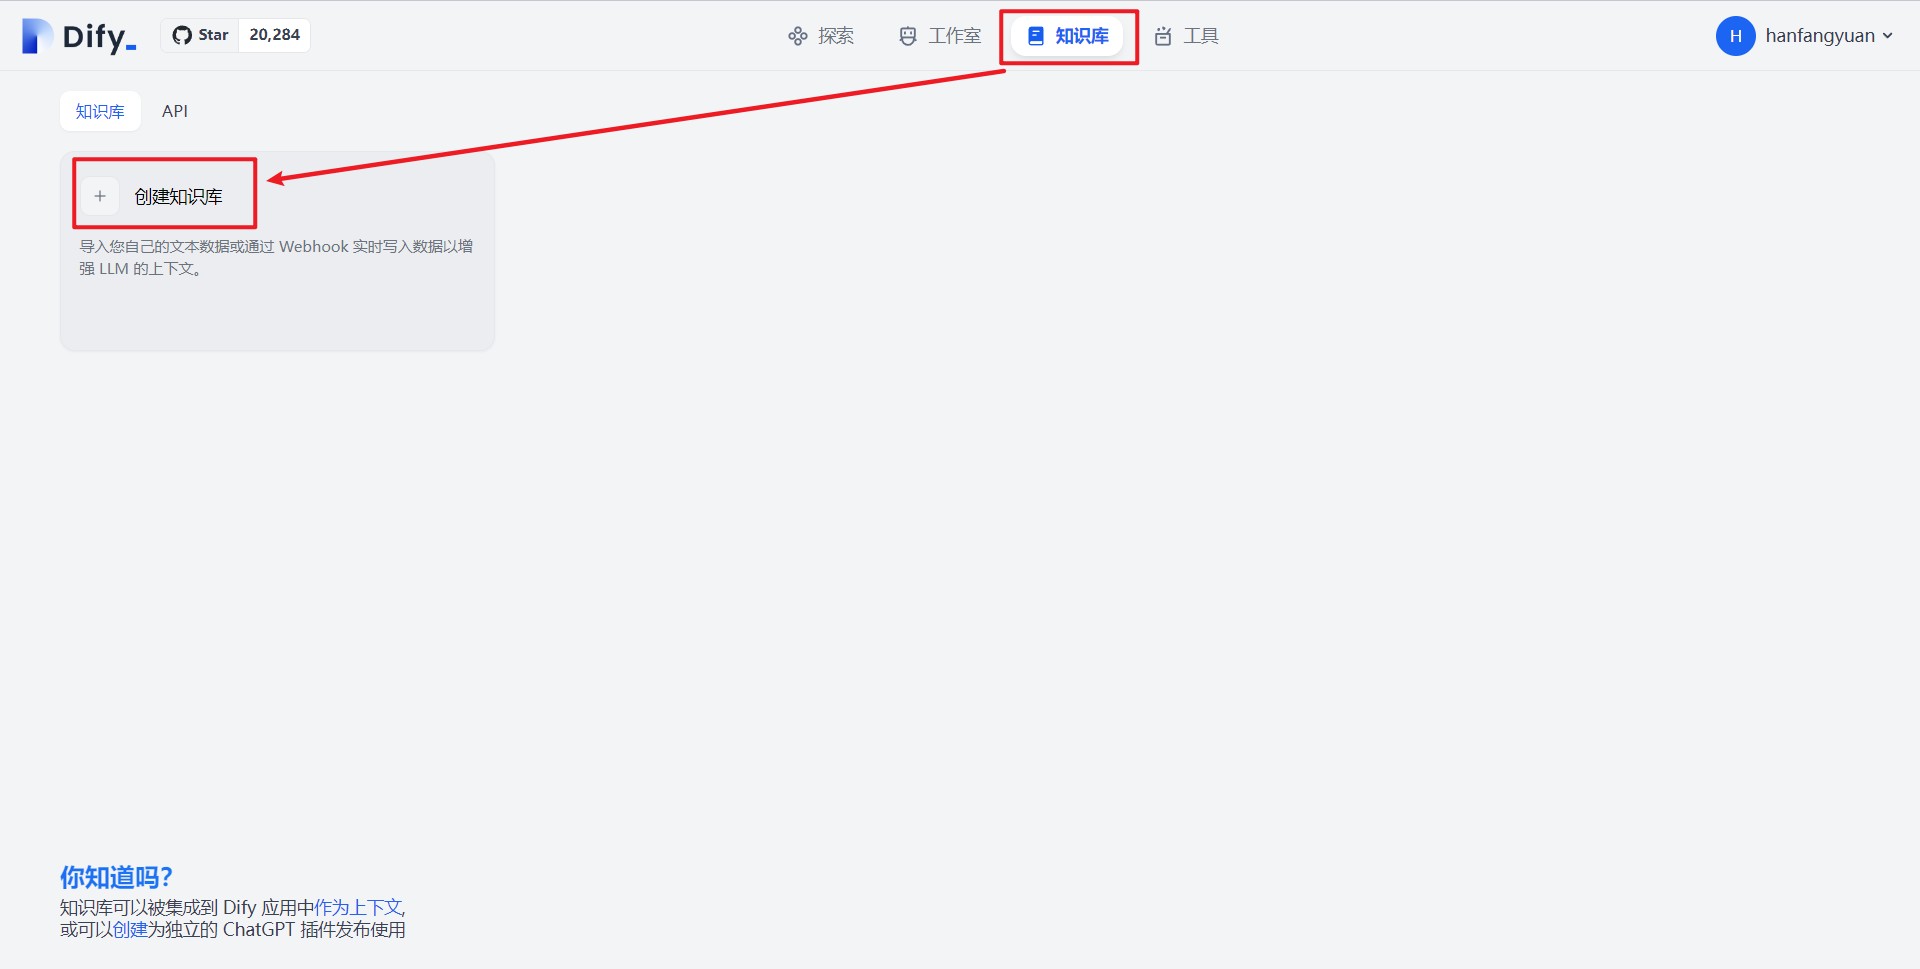 Dify_
Star 20,284
探索 工作室 知识库 工具
H hanfangyuan
知识库 API
创建知识库
导入您自己的文本数据或通过 Webhook 实时写入数据以增
强 LLM 的上下文。
你知道吗?
知识库可以被集成到 Dify 应用中作为上下文,
或可以创建为独立的 ChatGPT 插件发布使用